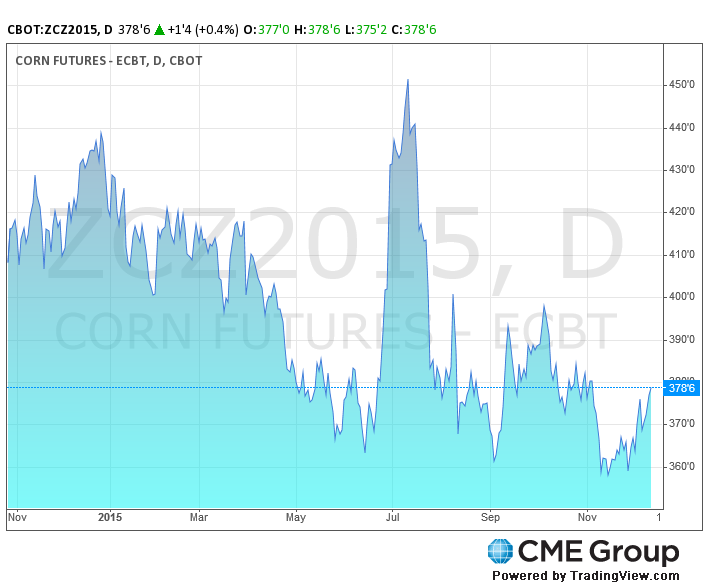 CBOT:ZCZ2015, D 378'6 ▲ +1'4 (+0.4%) O:377'0 H:378'6 L:375'2 C:378'6
CORN FUTURES - ECBT, D, CBOT
450'0
440'0
430'0
420'0
ZCZ2015, D
410'0
400'0
CORN FUTURES - ECBT
390'0
380'0
378'6
370'0
360'0
Nov 2015 Mar May Jul Sep Nov 1
CME Group
Powered by TradingView.com